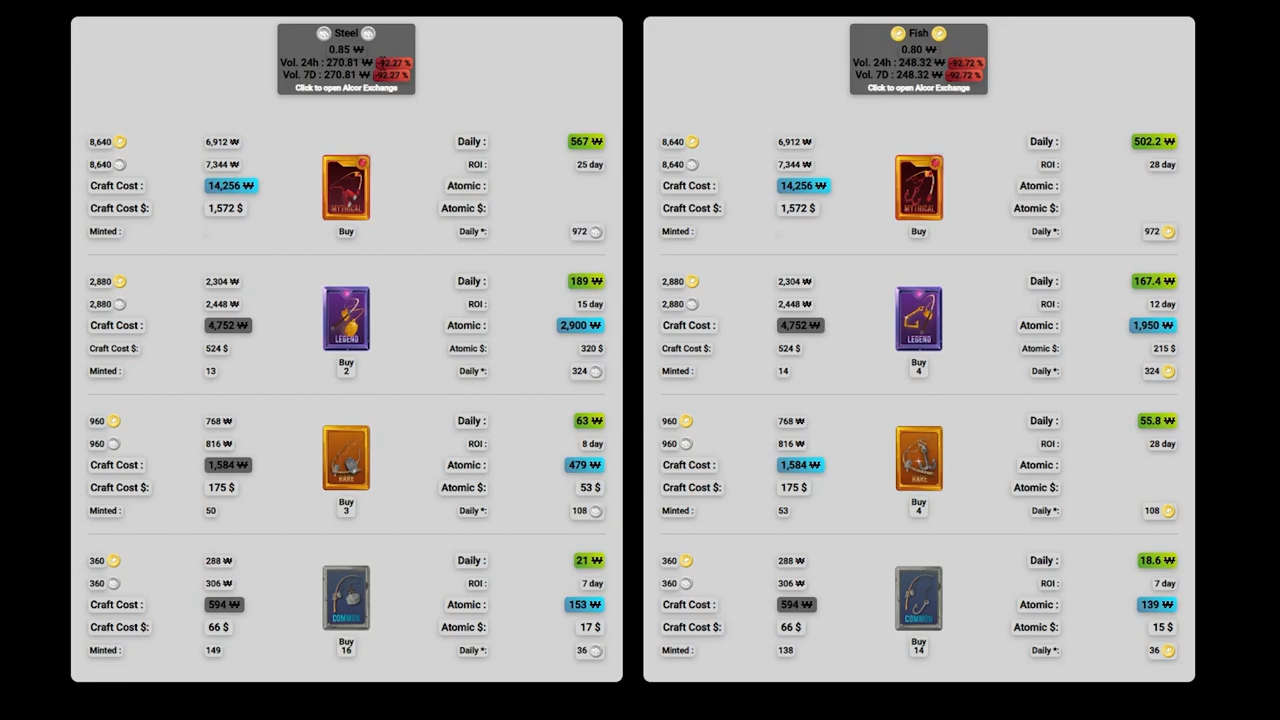 Steel
0.85 ₩
Vol. 24h : 270.81 ₩ -92.27 %
Vol. 7D : 270.81 ₩ -92.27 %
Click to open Alcor Exchange
8,640 6,912 ₩ Daily : 567 ₩
8,640 7,344 ₩ ROI : 25 day
Craft Cost : 14,256 ₩ MYTHICAL Atomic :
Craft Cost $: 1,572 $ Atomic $:
Minted : Buy Daily *: 972
2,880 2,304 ₩ Daily : 189 ₩
2,880 2,448 ₩ ROI : 15 day
Craft Cost : 4,752 ₩ LEGEND Atomic : 2,900 ₩
Craft Cost $: 524 $ Atomic $: 320 $
Minted : 13 Buy 2 Daily *: 324
960 768 ₩ Daily : 63 ₩
960 816 ₩ ROI : 8 day
Craft Cost : 1,584 ₩ RARE Atomic : 479 ₩
Craft Cost $: 175 $ Atomic $: 53 $
Minted : 50 Buy 3 Daily *: 108
360 288 ₩ Daily : 21 ₩
360 306 ₩ ROI : 7 day
Craft Cost : 594 ₩ COMMON Atomic : 153 ₩
Craft Cost $: 66 $ Atomic $: 17 $
Minted : 149 Buy 16 Daily *: 36
Fish
0.80 ₩
Vol. 24h : 248.32 ₩ -92.72 %
Vol. 7D : 248.32 ₩ -92.72 %
Click to open Alcor Exchange
8,640 6,912 ₩ Daily : 502.2 ₩
8,640 7,344 ₩ ROI : 28 day
Craft Cost : 14,256 ₩ MYTHICAL Atomic :
Craft Cost $: 1,572 $ Atomic $:
Minted : Buy Daily *: 972
2,880 2,304 ₩ Daily : 167.4 ₩
2,880 2,448 ₩ ROI : 12 day
Craft Cost : 4,752 ₩ LEGEND Atomic : 1,950 ₩
Craft Cost $: 524 $ Atomic $: 215 $
Minted : 14 Buy 4 Daily *: 324
960 768 ₩ Daily : 55.8 ₩
960 816 ₩ ROI : 28 day
Craft Cost : 1,584 ₩ RARE Atomic :
Craft Cost $: 175 $ Atomic $:
Minted : 53 Buy 4 Daily *: 108
360 288 ₩ Daily : 18.6 ₩
360 306 ₩ ROI : 7 day
Craft Cost : 594 ₩ COMMON Atomic : 139 ₩
Craft Cost $: 66 $ Atomic $: 15 $
Minted : 138 Buy 14 Daily *: 36